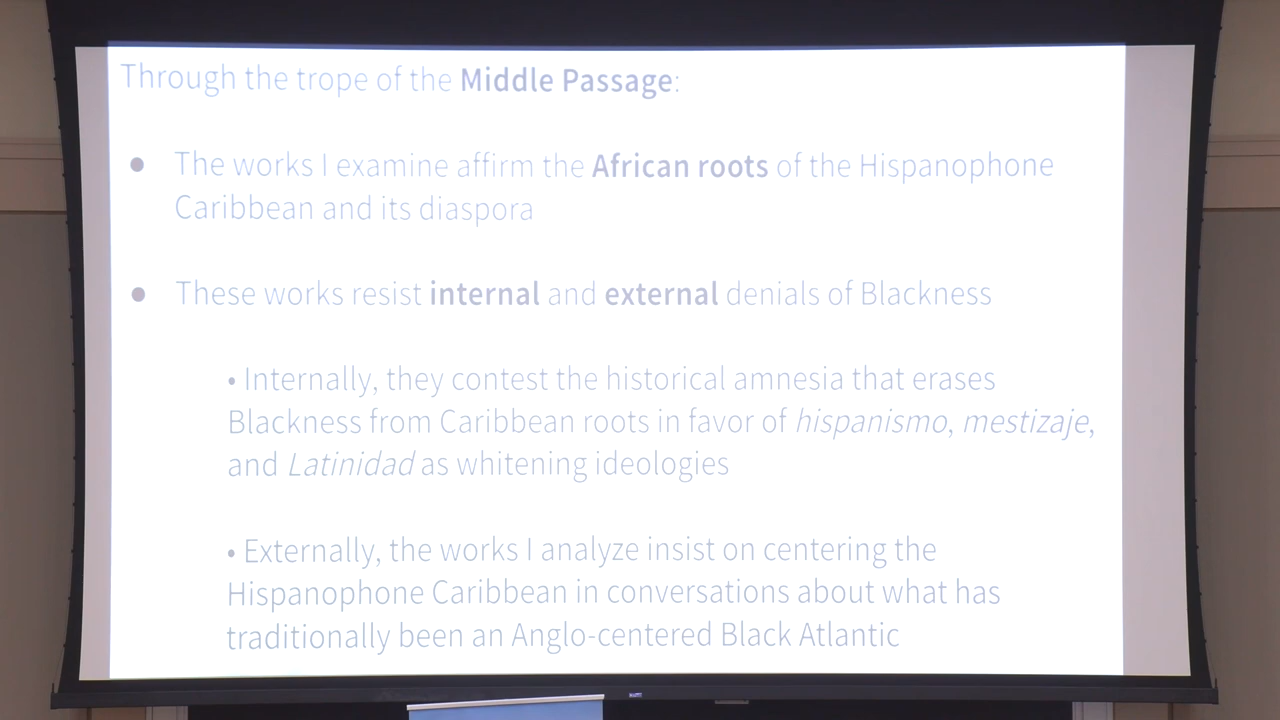 Through the trope of the Middle Passage:
● The works I examine affirm the African roots of the Hispanophone
Caribbean and its diaspora
● These works resist internal and external denials of Blackness
• Internally, they contest the historical amnesia that erases
Blackness from Caribbean roots in favor of hispanismo, mestizaje,
and Latinidad as whitening ideologies
• Externally, the works I analyze insist on centering the
Hispanophone Caribbean in conversations about what has
traditionally been an Anglo-centered Black Atlantic